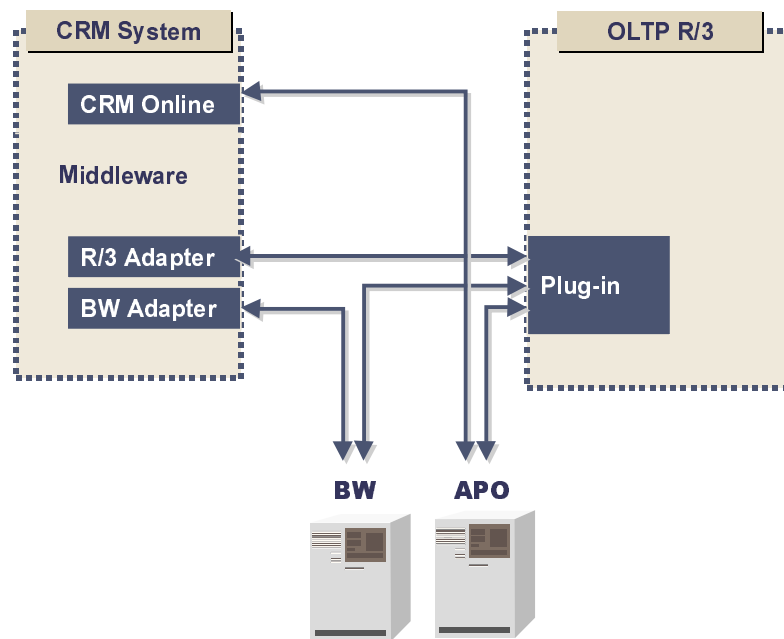 CRM System
OLTP R/3
CRM Online
Middleware
R/3 Adapter
BW Adapter
Plug-in
BW
APO